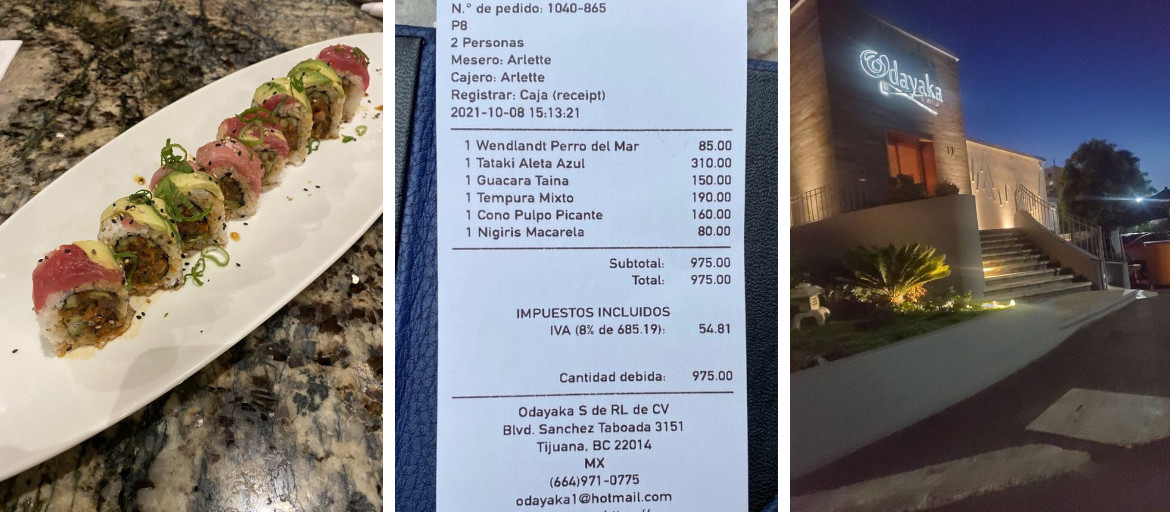 N.° de pedido: 1040-865
P8
2 Personas
Mesero: Arlette
Cajero: Arlette
Registrar: Caja (receipt)
2021-10-08 15:13:21
1 Wendlandt Perro del Mar 85.00
1 Tataki Aleta Azul 310.00
1 Guacara Taina 150.00
1 Tempura Mixto 190.00
1 Cono Pulpo Picante 160.00
1 Nigiris Macarela 80.00
Subtotal: 975.00
Total: 975.00
IMPUESTOS INCLUIDOS
IVA (8% de 685.19): 54.81
Cantidad debida: 975.00
Odayaka S de RL de CV
Blvd. Sanchez Taboada 3151
Tijuana, BC 22014
MX
(664)971-0775
odayaka1@hotmail.com
Odayaka